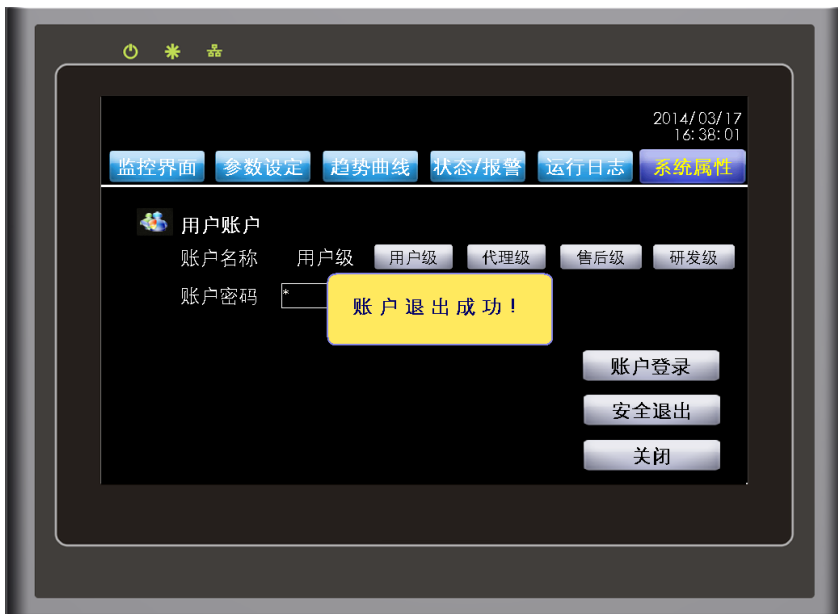 2014/03/17
16:38:01
监控界面 参数设定 趋势曲线 状态/报警 运行日志 系统属性
用户账户
账户名称 用户级 用户级 代理级 售后级 研发级
账户密码 *
账户退出成功!
账户登录
安全退出
关闭